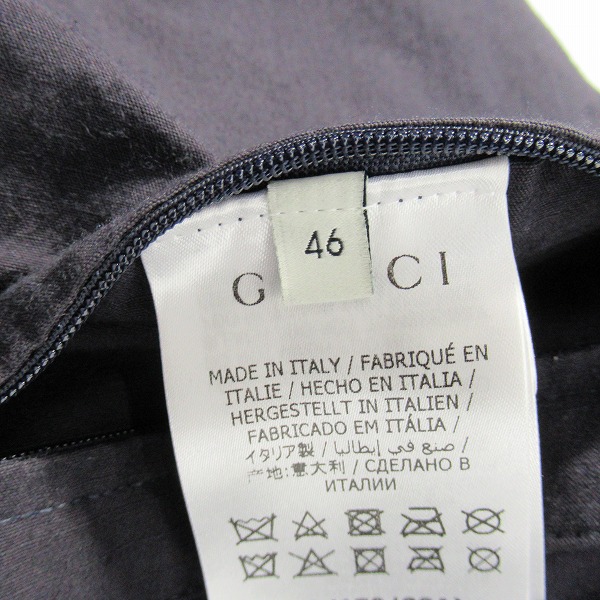 46
G CCI
MADE IN ITALY / FABRIQUÉ EN
ITALIE / HECHO EN ITALIA /
HERGESTELLT IN ITALIEN /
FABRICADO EM ITÁLIA /
イタリア製 / صنع في إيطاليا /
产地:意大利 / СДЕЛАНО В
ИТАЛИИ